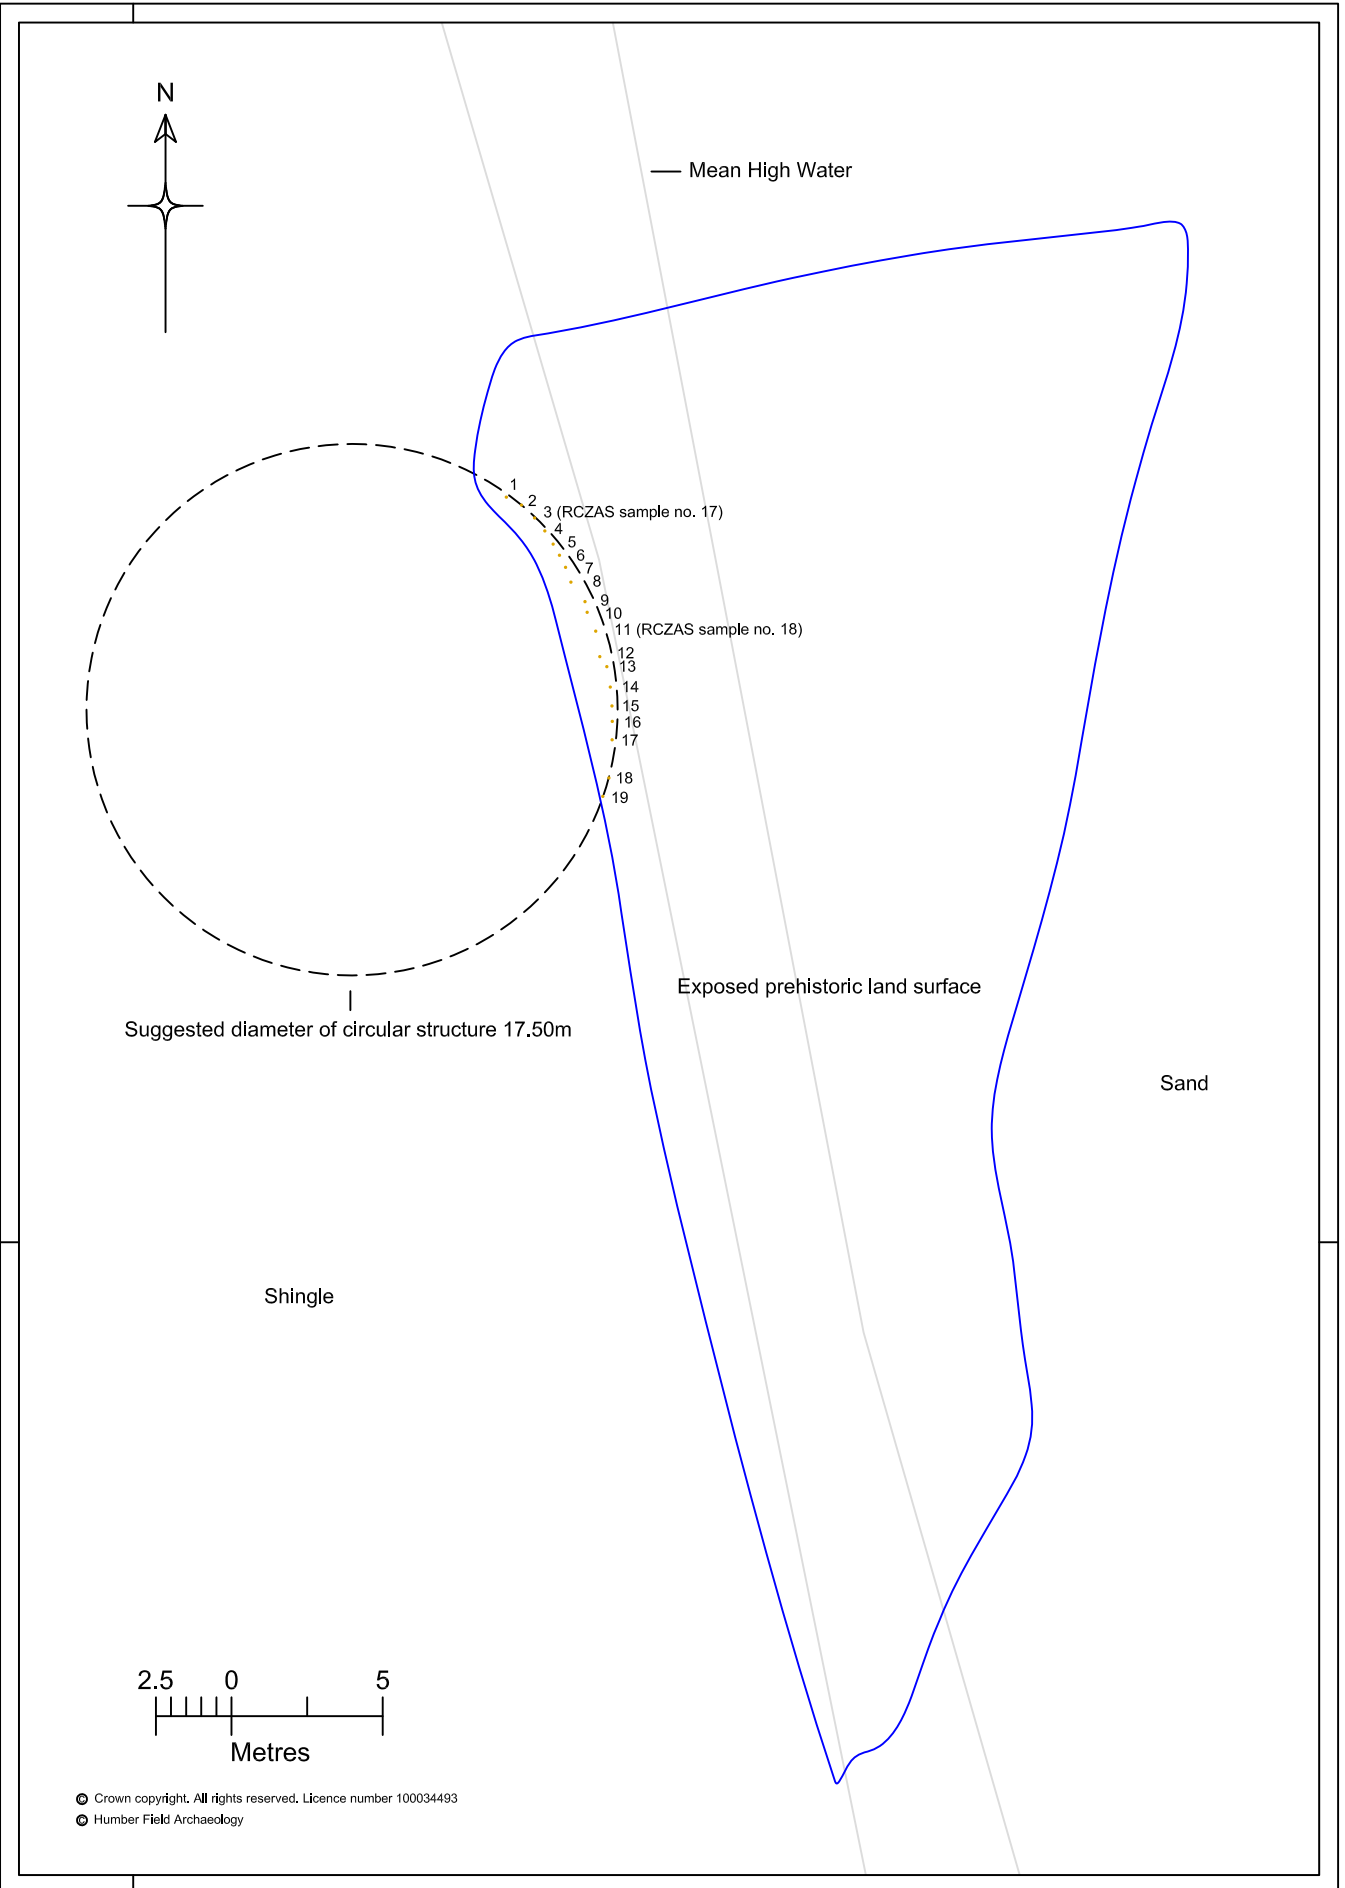 N
Mean High Water
1
2
3 (RCZAS sample no. 17)
4
5
6
7
8
9
10
11 (RCZAS sample no. 18)
12
13
14
15
16
17
18
19
Exposed prehistoric land surface
Suggested diameter of circular structure 17.50m
Sand
Shingle
2.5 0 5
Metres
© Crown copyright. All rights reserved. Licence number 100034493
© Humber Field Archaeology